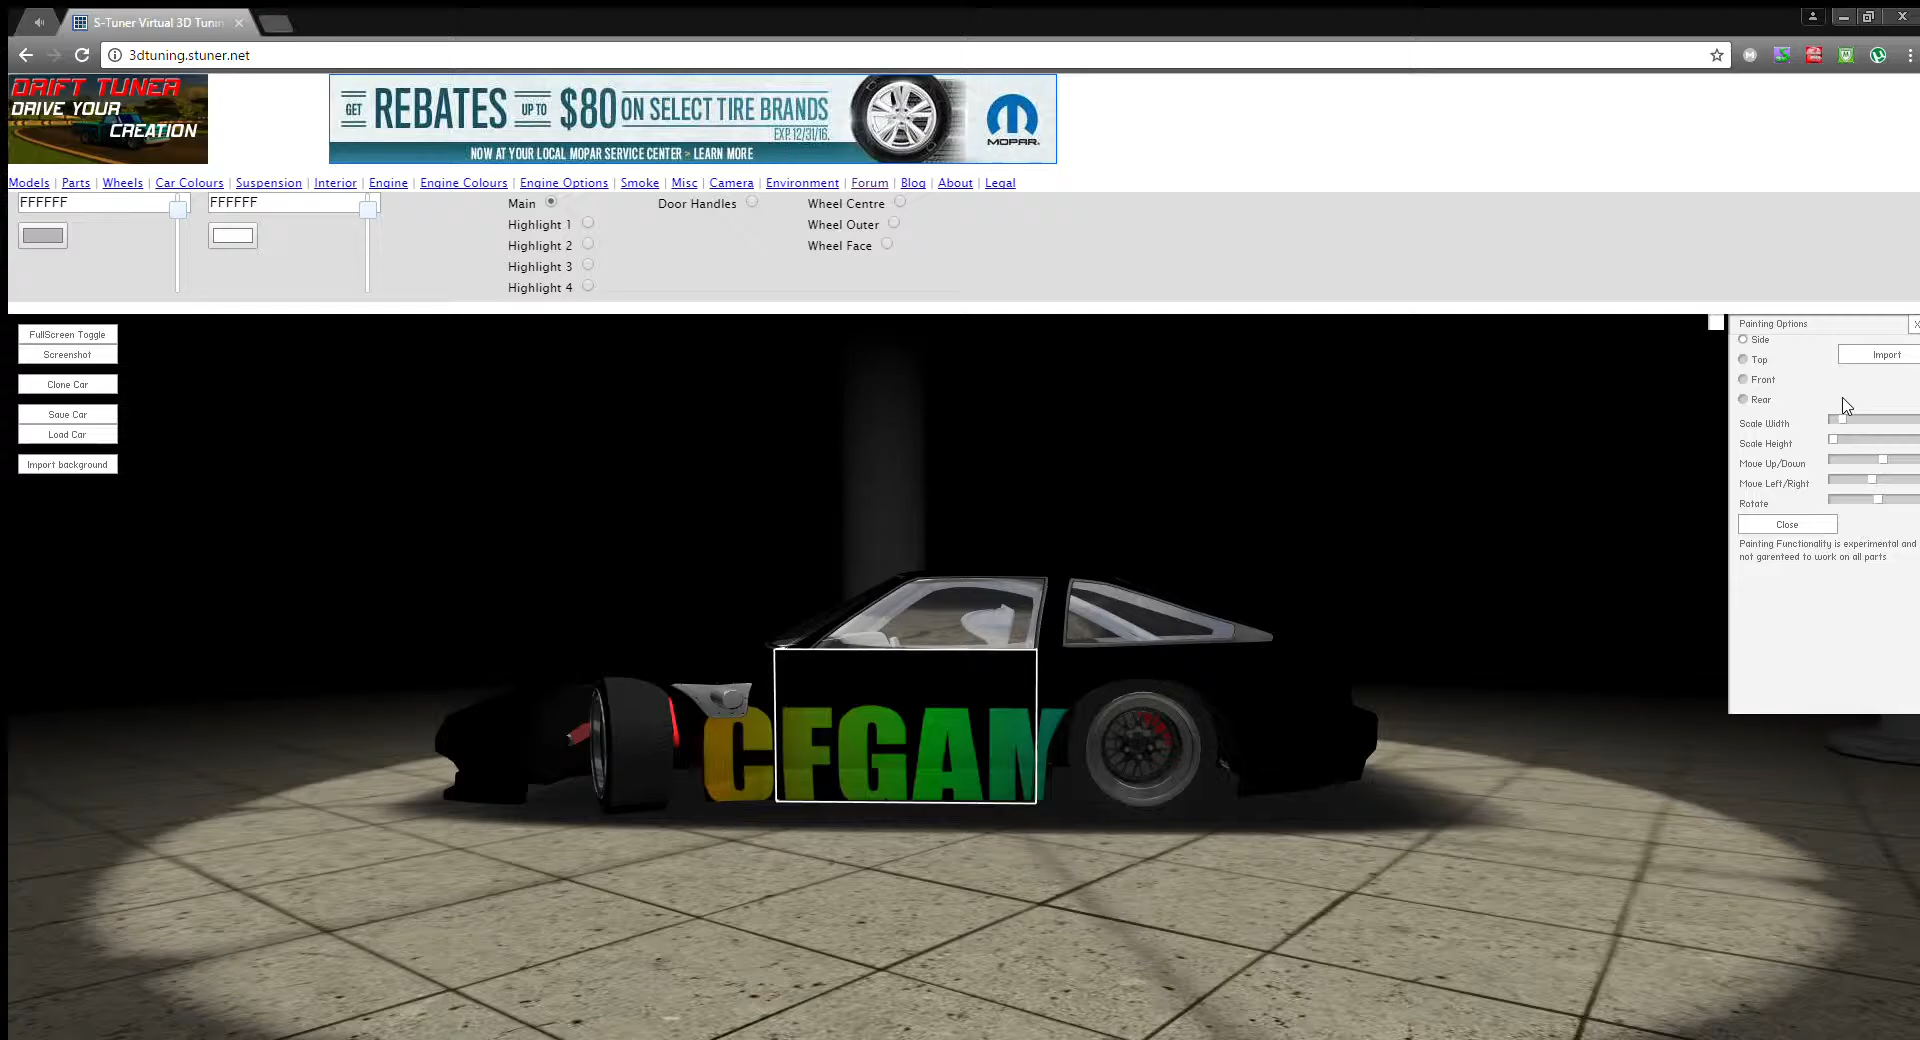 S-Tuner Virtual 3D Tunin
3dtuning.stuner.net
DRIFT TUNER
DRIVE YOUR
CREATION
GET REBATES UP TO $80 ON SELECT TIRE BRANDS
EXP. 12/31/16.
NOW AT YOUR LOCAL MOPAR SERVICE CENTER > LEARN MORE
MOPAR
Models | Parts | Wheels | Car Colours | Suspension | Interior | Engine | Engine Colours | Engine Options | Smoke | Misc | Camera | Environment | Forum | Blog | About | Legal
FFFFFF FFFFFF
Main Door Handles Wheel Centre
Highlight 1 Wheel Outer
Highlight 2 Wheel Face
Highlight 3
Highlight 4
FullScreen Toggle
Screenshot
Clone Car
Save Car
Load Car
Import background
Painting Options X
Side
Import
Top
Front
Rear
Scale Width
Scale Height
Move Up/Down
Move Left/Right
Rotate
Close
Painting Functionality is experimental and
not garenteed to work on all parts
CFGAM